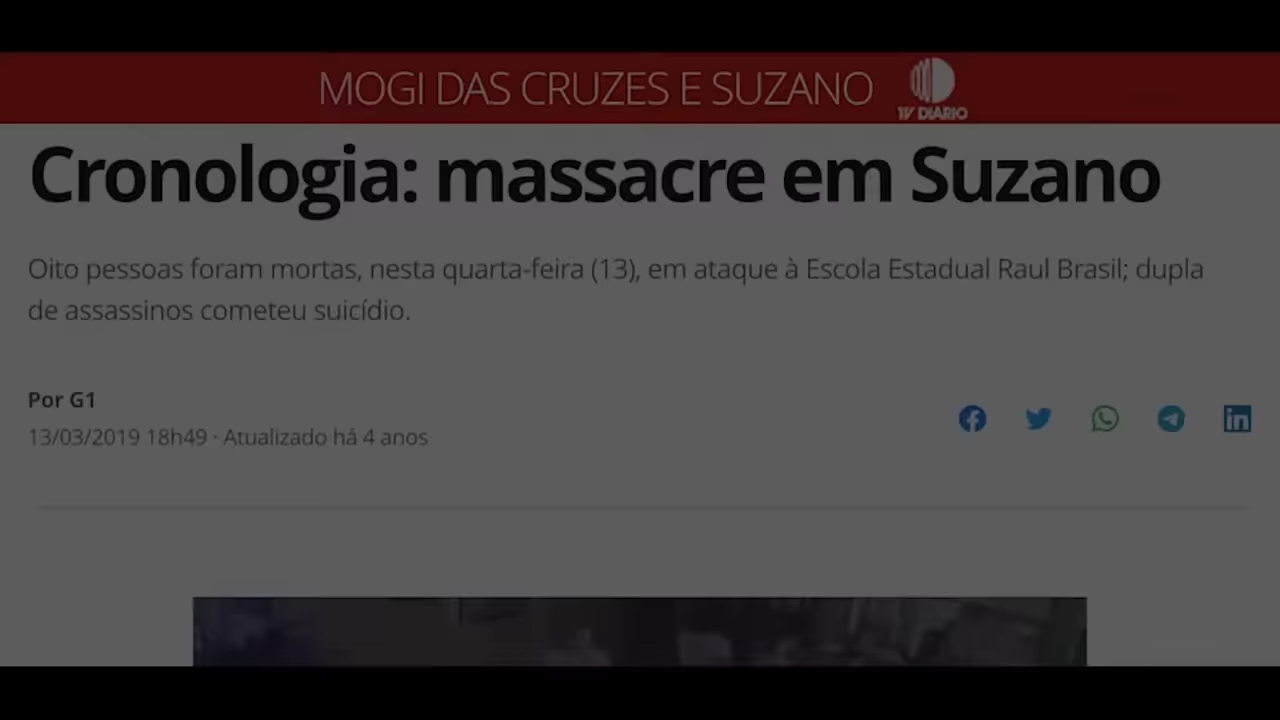 MOGI DAS CRUZES E SUZANO
TV DIÁRIO
Cronologia: massacre em Suzano
Oito pessoas foram mortas, nesta quarta-feira (13), em ataque à Escola Estadual Raul Brasil; dupla
de assassinos cometeu suicídio.
Por G1
13/03/2019 18h49 · Atualizado há 4 anos